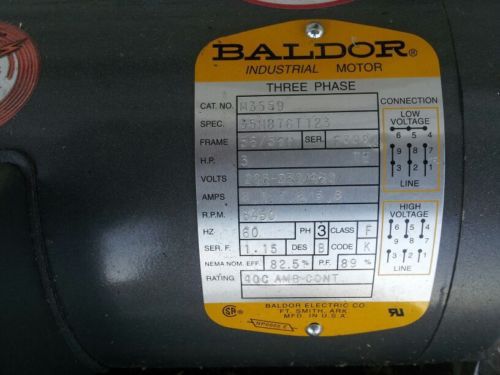 BALDOR®
INDUSTRIAL MOTOR
THREE PHASE
CAT. NO. M3559
SPEC.
FRAME SER.
H.P. 3
VOLTS
AMPS
R.P.M. 3450
HZ 60 PH 3 CLASS F
SER. F. 1.15 DES B CODE K
NEMA NOM. EFF. 82.5 % P.F. 89 %
RATING 40C AMB-CONT
CONNECTION
LOW
VOLTAGE
6 5 4
9 8 7
3 2 1
LINE
HIGH
VOLTAGE
6 5 4
9 8 7
3 2 1
LINE
BALDOR ELECTRIC CO
FT. SMITH, ARK
MFD. IN U.S.A.